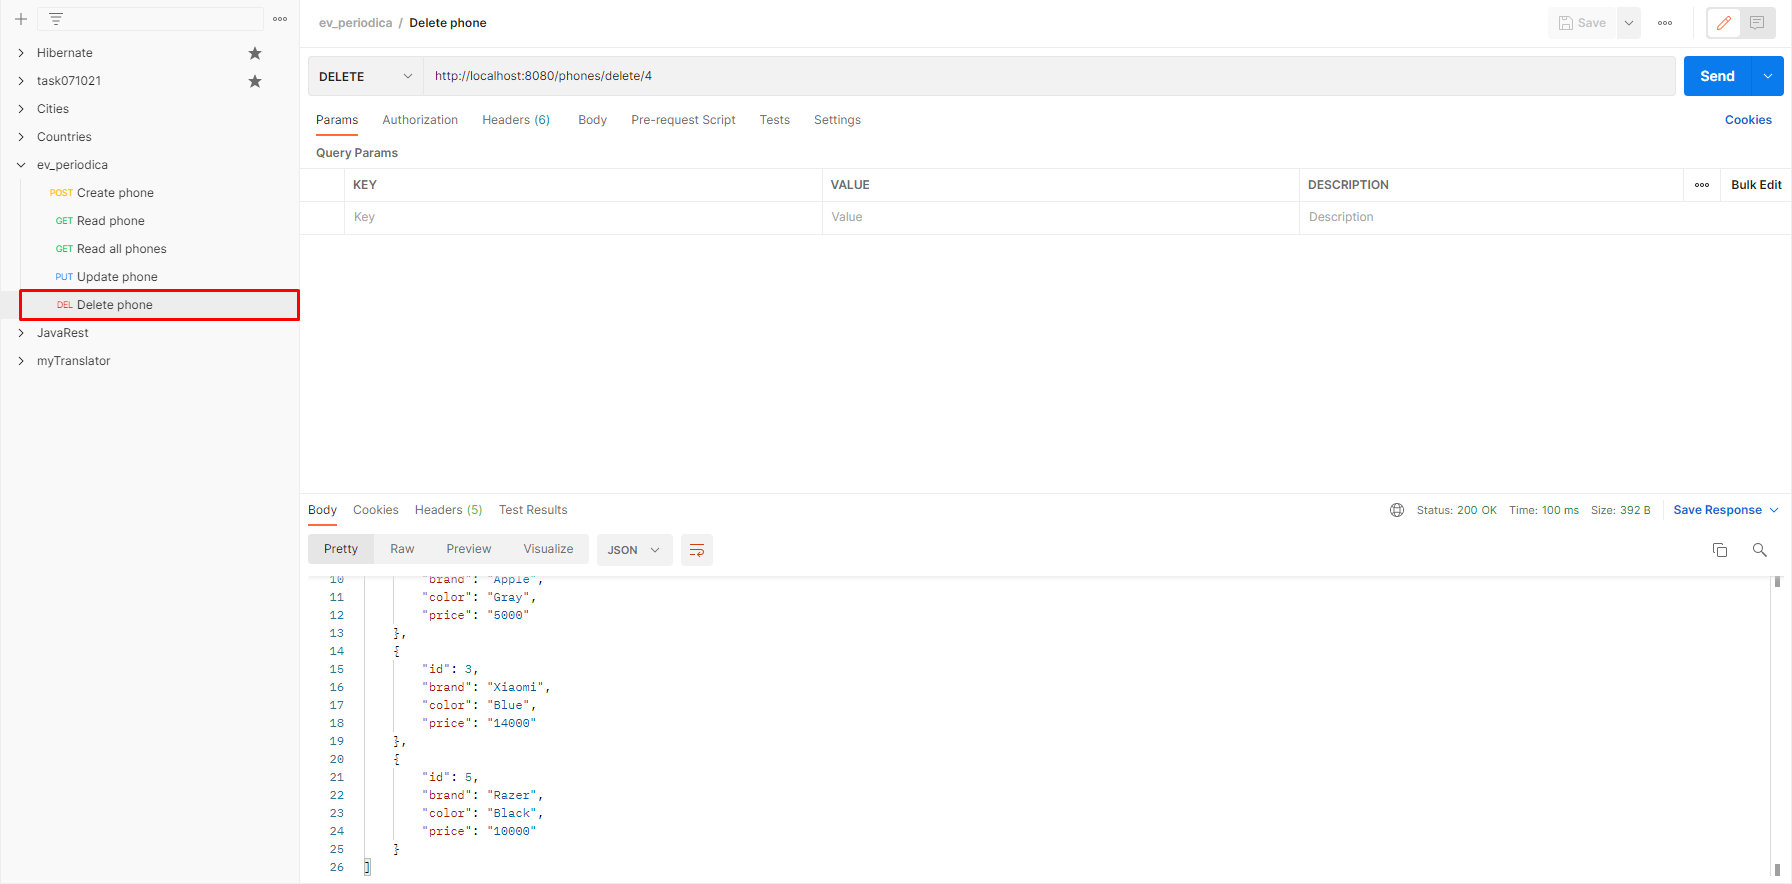 Hibernate
task071021
Cities
Countries
ev_periodica
POST Create phone
GET Read phone
GET Read all phones
PUT Update phone
DEL Delete phone
JavaRest
myTranslator
ev_periodica / Delete phone
Save
DELETE http://localhost:8080/phones/delete/4
Send
Params Authorization Headers (6) Body Pre-request Script Tests Settings Cookies
Query Params
KEY VALUE DESCRIPTION Bulk Edit
Key Value Description
Body Cookies Headers (5) Test Results Status: 200 OK Time: 100 ms Size: 392 B Save Response
Pretty Raw Preview Visualize JSON
10 "brand": "Apple",
11 "color": "Gray",
12 "price": "5000"
13 },
14 {
15 "id": 3,
16 "brand": "Xiaomi",
17 "color": "Blue",
18 "price": "14000"
19 },
20 {
21 "id": 5,
22 "brand": "Razer",
23 "color": "Black",
24 "price": "10000"
25 }
26 ]